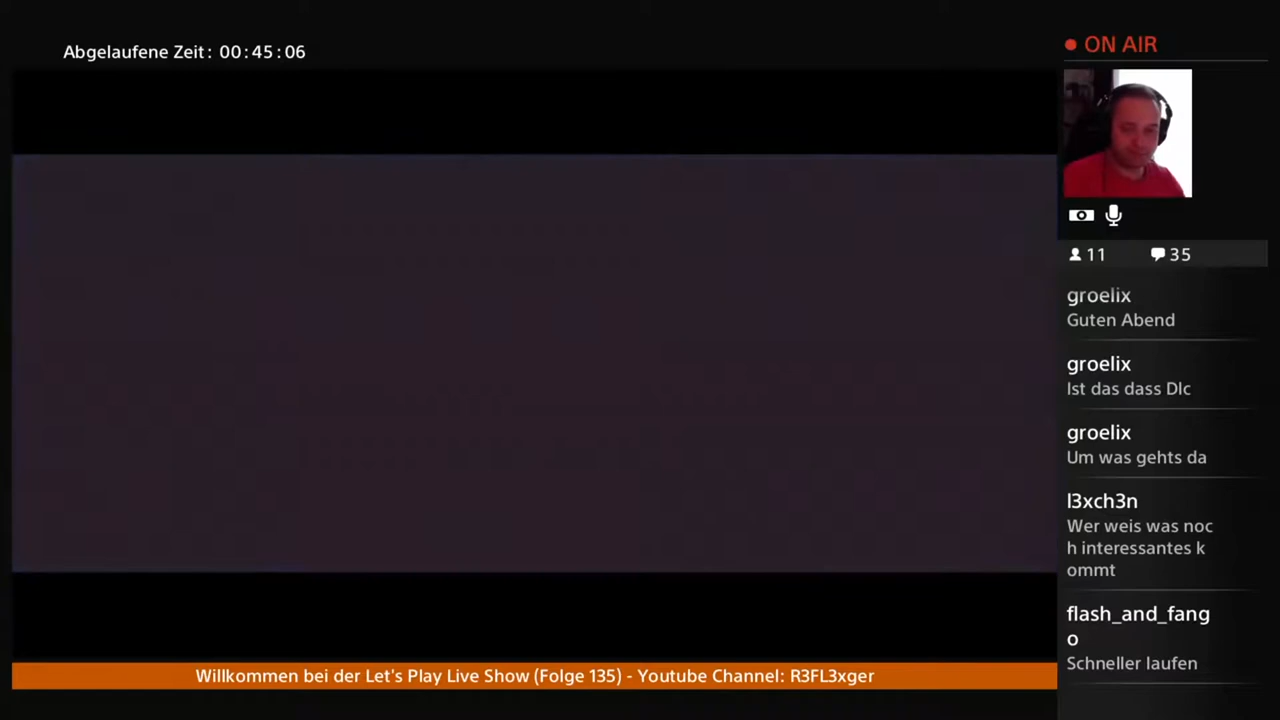 Abgelaufene Zeit: 00:45:06
ON AIR
11 35
groelix
Guten Abend
groelix
Ist das dass Dlc
groelix
Um was gehts da
l3xch3n
Wer weis was noc
h interessantes k
ommt
flash_and_fang
o
Schneller laufen
Willkommen bei der Let's Play Live Show (Folge 135) - Youtube Channel: R3FL3xger